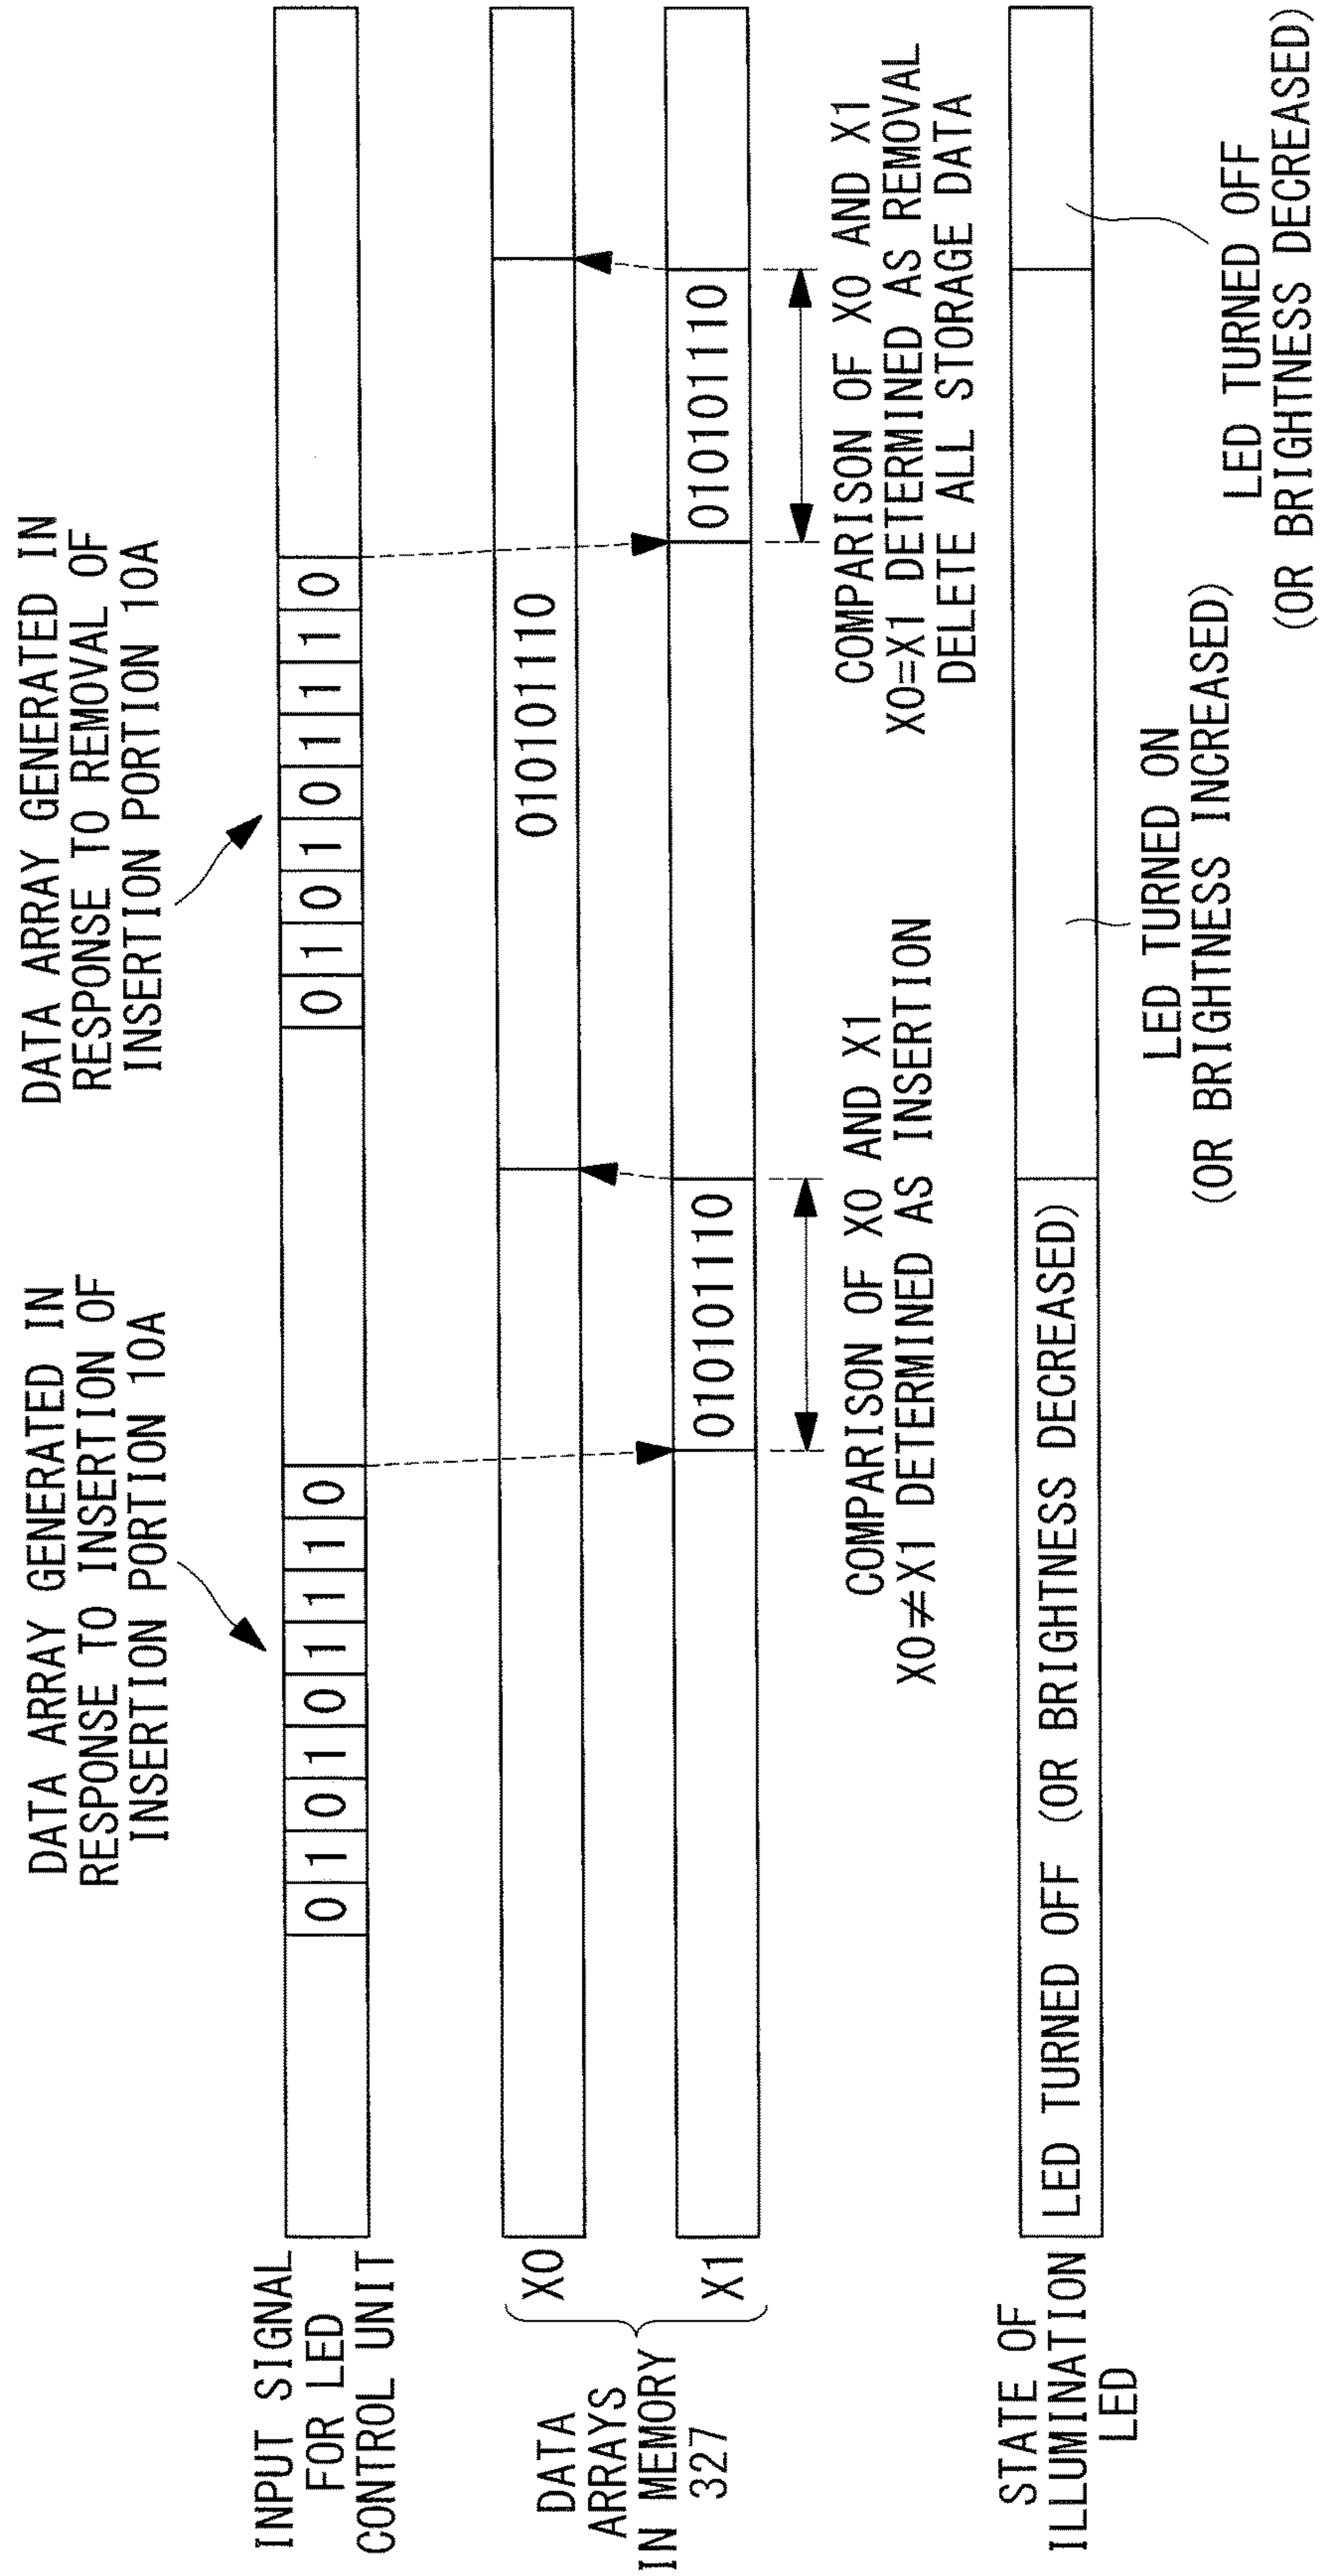 DATA ARRAY GENERATED IN
RESPONSE TO INSERTION OF
INSERTION PORTION 10A
DATA ARRAY GENERATED IN
RESPONSE TO REMOVAL OF
INSERTION PORTION 10A
INPUT SIGNAL
FOR LED
CONTROL UNIT
0 1 0 1 0 1 1 1 0
0 1 0 1 0 1 1 1 0
DATA
ARRAYS
IN MEMORY
327
X0
010101110
X1
010101110
010101110
COMPARISON OF X0 AND X1
X0≠X1 DETERMINED AS INSERTION
COMPARISON OF X0 AND X1
X0=X1 DETERMINED AS REMOVAL
DELETE ALL STORAGE DATA
STATE OF
ILLUMINATION
LED
LED TURNED OFF (OR BRIGHTNESS DECREASED)
LED TURNED ON
(OR BRIGHTNESS INCREASED)
LED TURNED OFF
(OR BRIGHTNESS DECREASED)